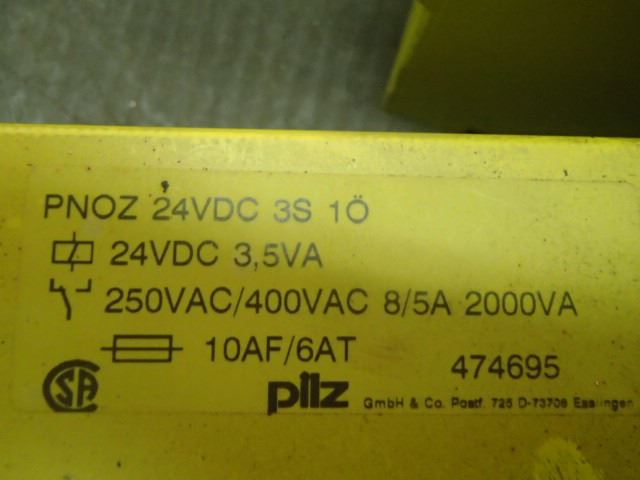 PNOZ 24VDC 3S 1Ö
24VDC 3,5VA
250VAC/400VAC 8/5A 2000VA
10AF/6AT 474695
CSA pilz GmbH & Co. Postf. 725 D-73708 Esslingen